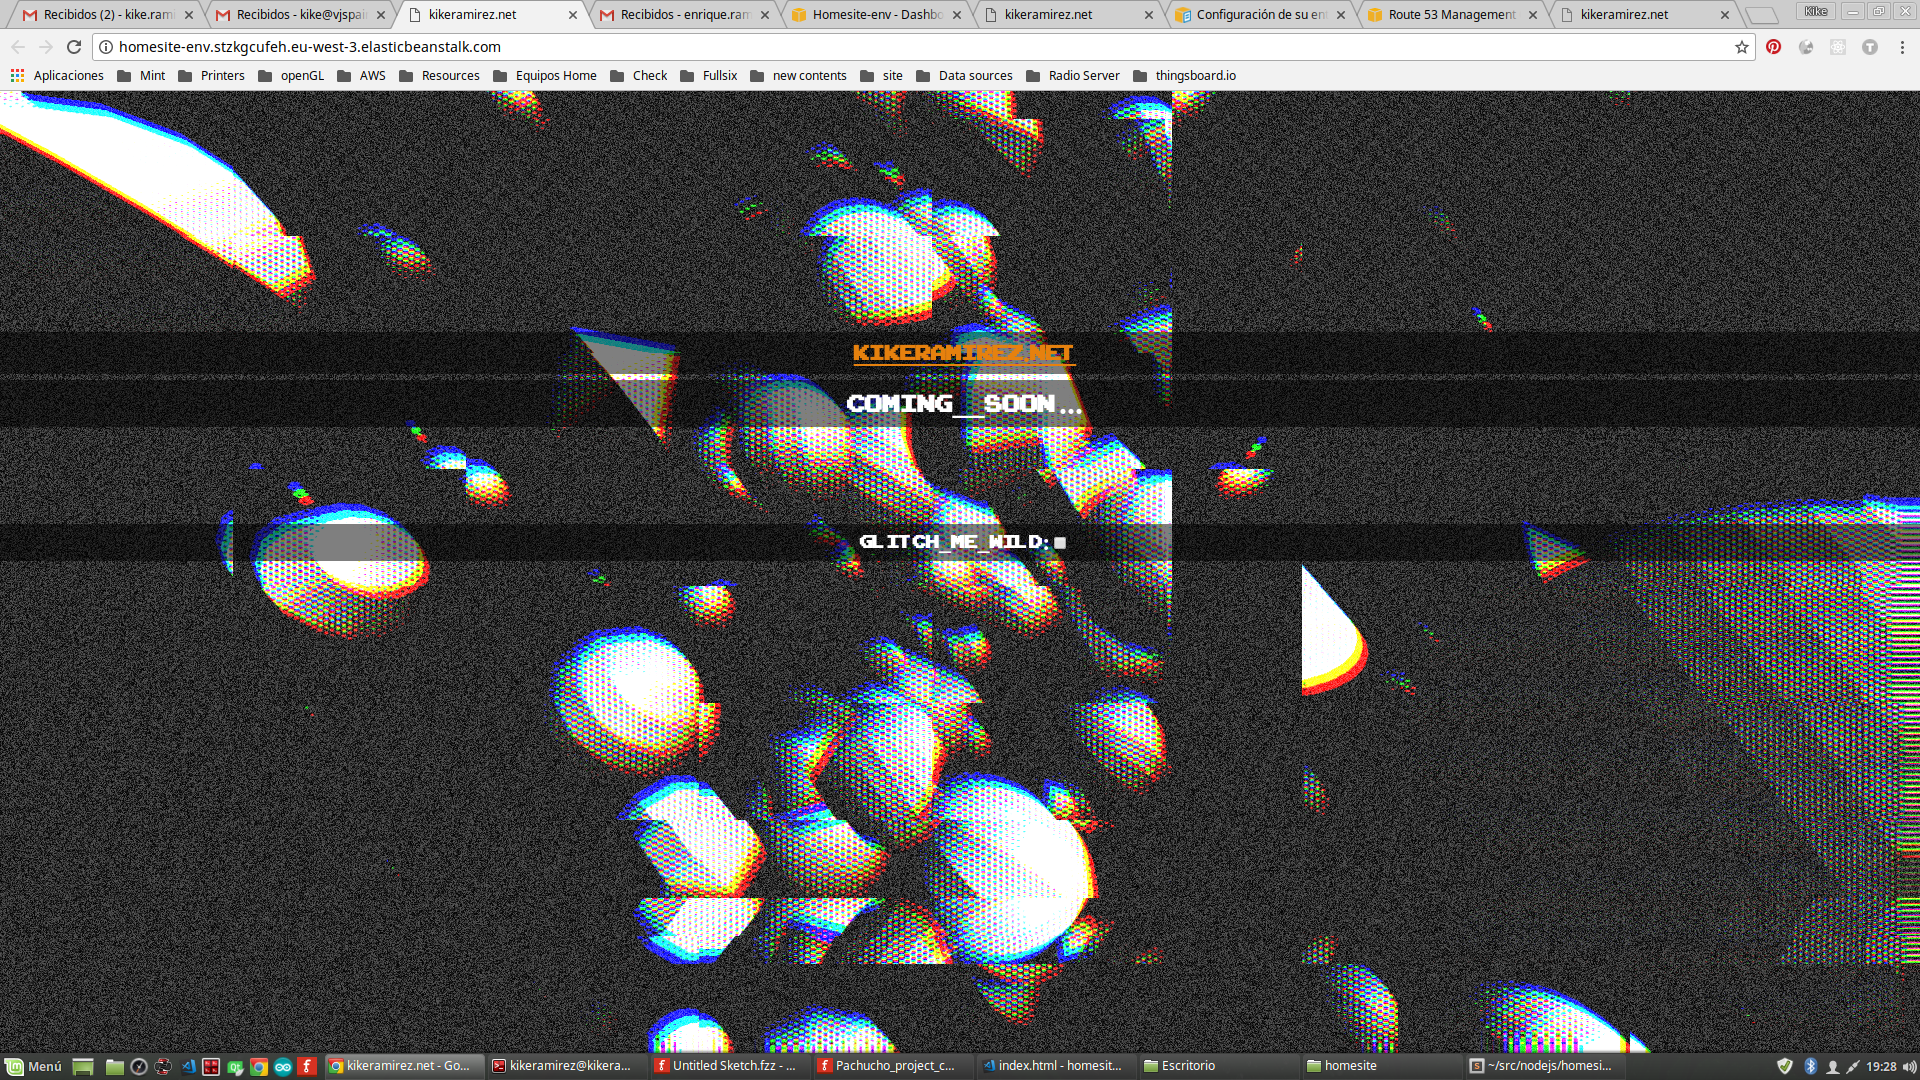 Recibidos (2) - kike.rami
Recibidos - kike@vjspai
kikeramirez.net
Recibidos - enrique.ram
Homesite-env - Dashbo
kikeramirez.net
Configuración de su en
Route 53 Management
kikeramirez.net
Kike
homesite-env.stzkgcufeh.eu-west-3.elasticbeanstalk.com
Aplicaciones
Mint
Printers
openGL
AWS
Resources
Equipos Home
Check
Fullsix
new contents
site
Data sources
Radio Server
thingsboard.io
KIKERAMIREZ.NET
COMING__SOON...
GLITCH_ME_WILD:
Menú
kikeramirez.net - Go...
kikeramirez@kikera...
Untitled Sketch.fzz - ...
Pachucho_project_c...
index.html - homesit...
Escritorio
homesite
~/src/nodejs/homesi...
19:28